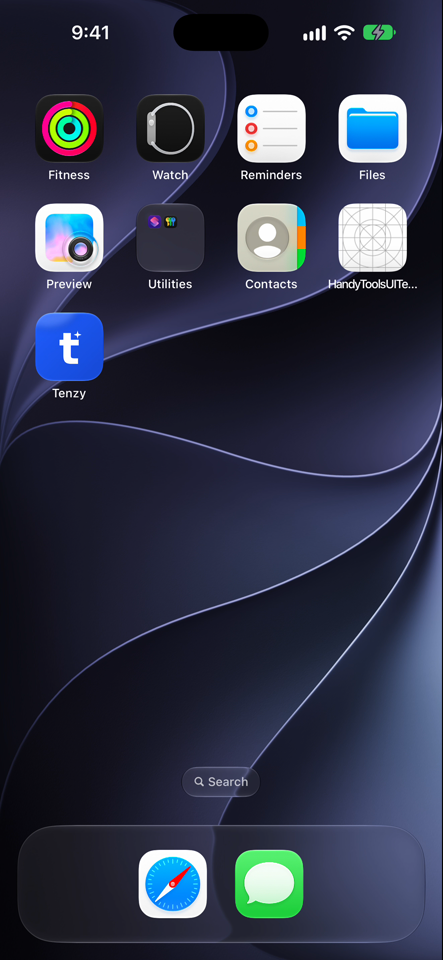 9:41
Fitness
Watch
Reminders
Files
Preview
Utilities
Contacts
HandyToolsUITe...
t
Tenzy
Search